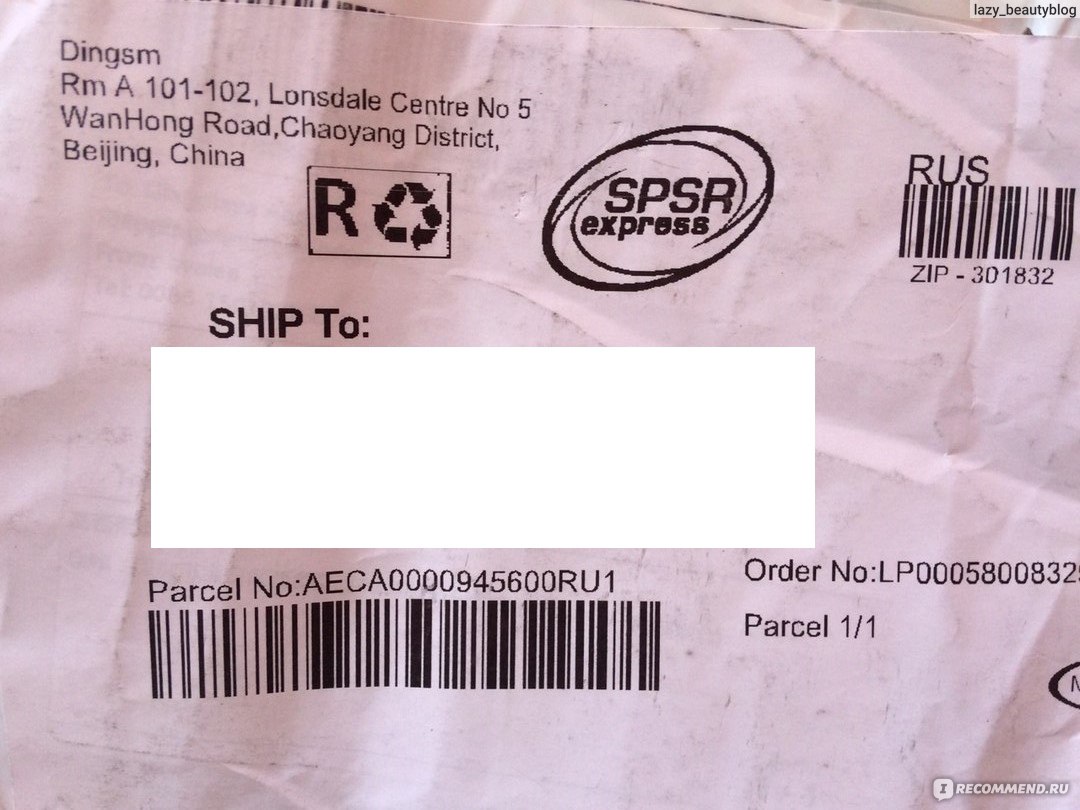 lazy_beautyblog
Dingsm
Rm A 101-102, Lonsdale Centre No 5
WanHong Road,Chaoyang District,
Beijing, China
R
SPSR
express
RUS
ZIP - 301832
SHIP To:
Parcel No:AECA0000945600RU1
Order No:LP0005800832
Parcel 1/1
I RECOMMEND.RU